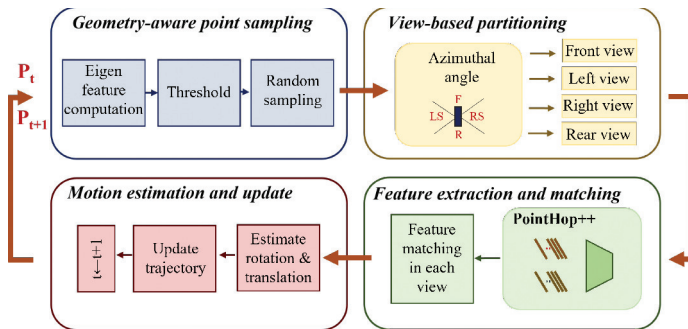 Geometry-aware point sampling
View-based partitioning
P_t
P_{t+1}
Eigen
feature
computation
Threshold
Random
sampling
Azimuthal
angle
F
LS RS
R
Front view
Left view
Right view
Rear view
Motion estimation and update
t←t+1
Update
trajectory
Estimate
rotation &
translation
Feature extraction and matching
Feature
matching
in each
view
PointHop++